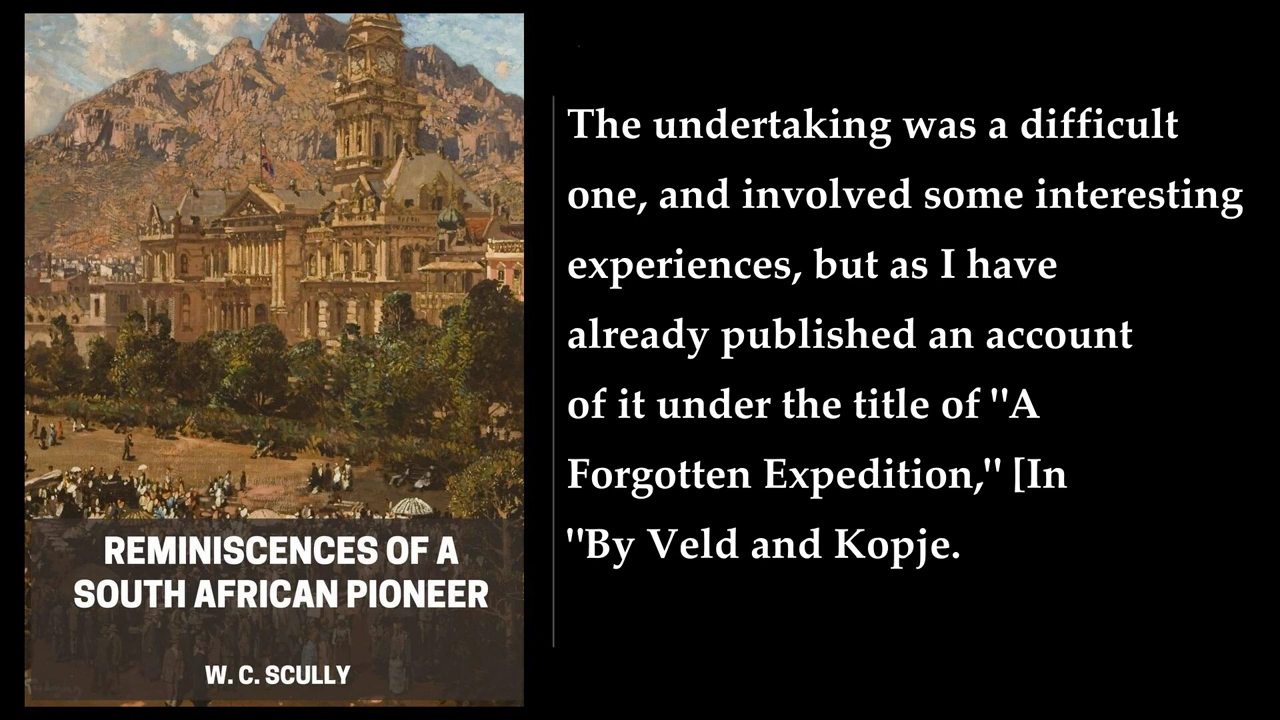 REMINISCENCES OF A
SOUTH AFRICAN PIONEER
W. C. SCULLY
The undertaking was a difficult
one, and involved some interesting
experiences, but as I have
already published an account
of it under the title of "A
Forgotten Expedition," [In
"By Veld and Kopje.